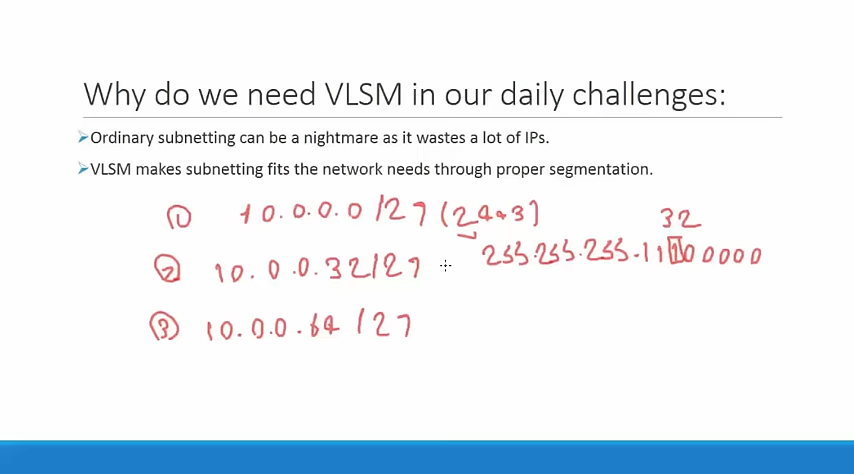 Why do we need VLSM in our daily challenges:
➢Ordinary subnetting can be a nightmare as it wastes a lot of IPs.
➢VLSM makes subnetting fits the network needs through proper segmentation.
① 10.0.0.0/27 (24+3)
32
255.255.255.11100000
② 10.0.0.32/27
③ 10.0.0.64/27